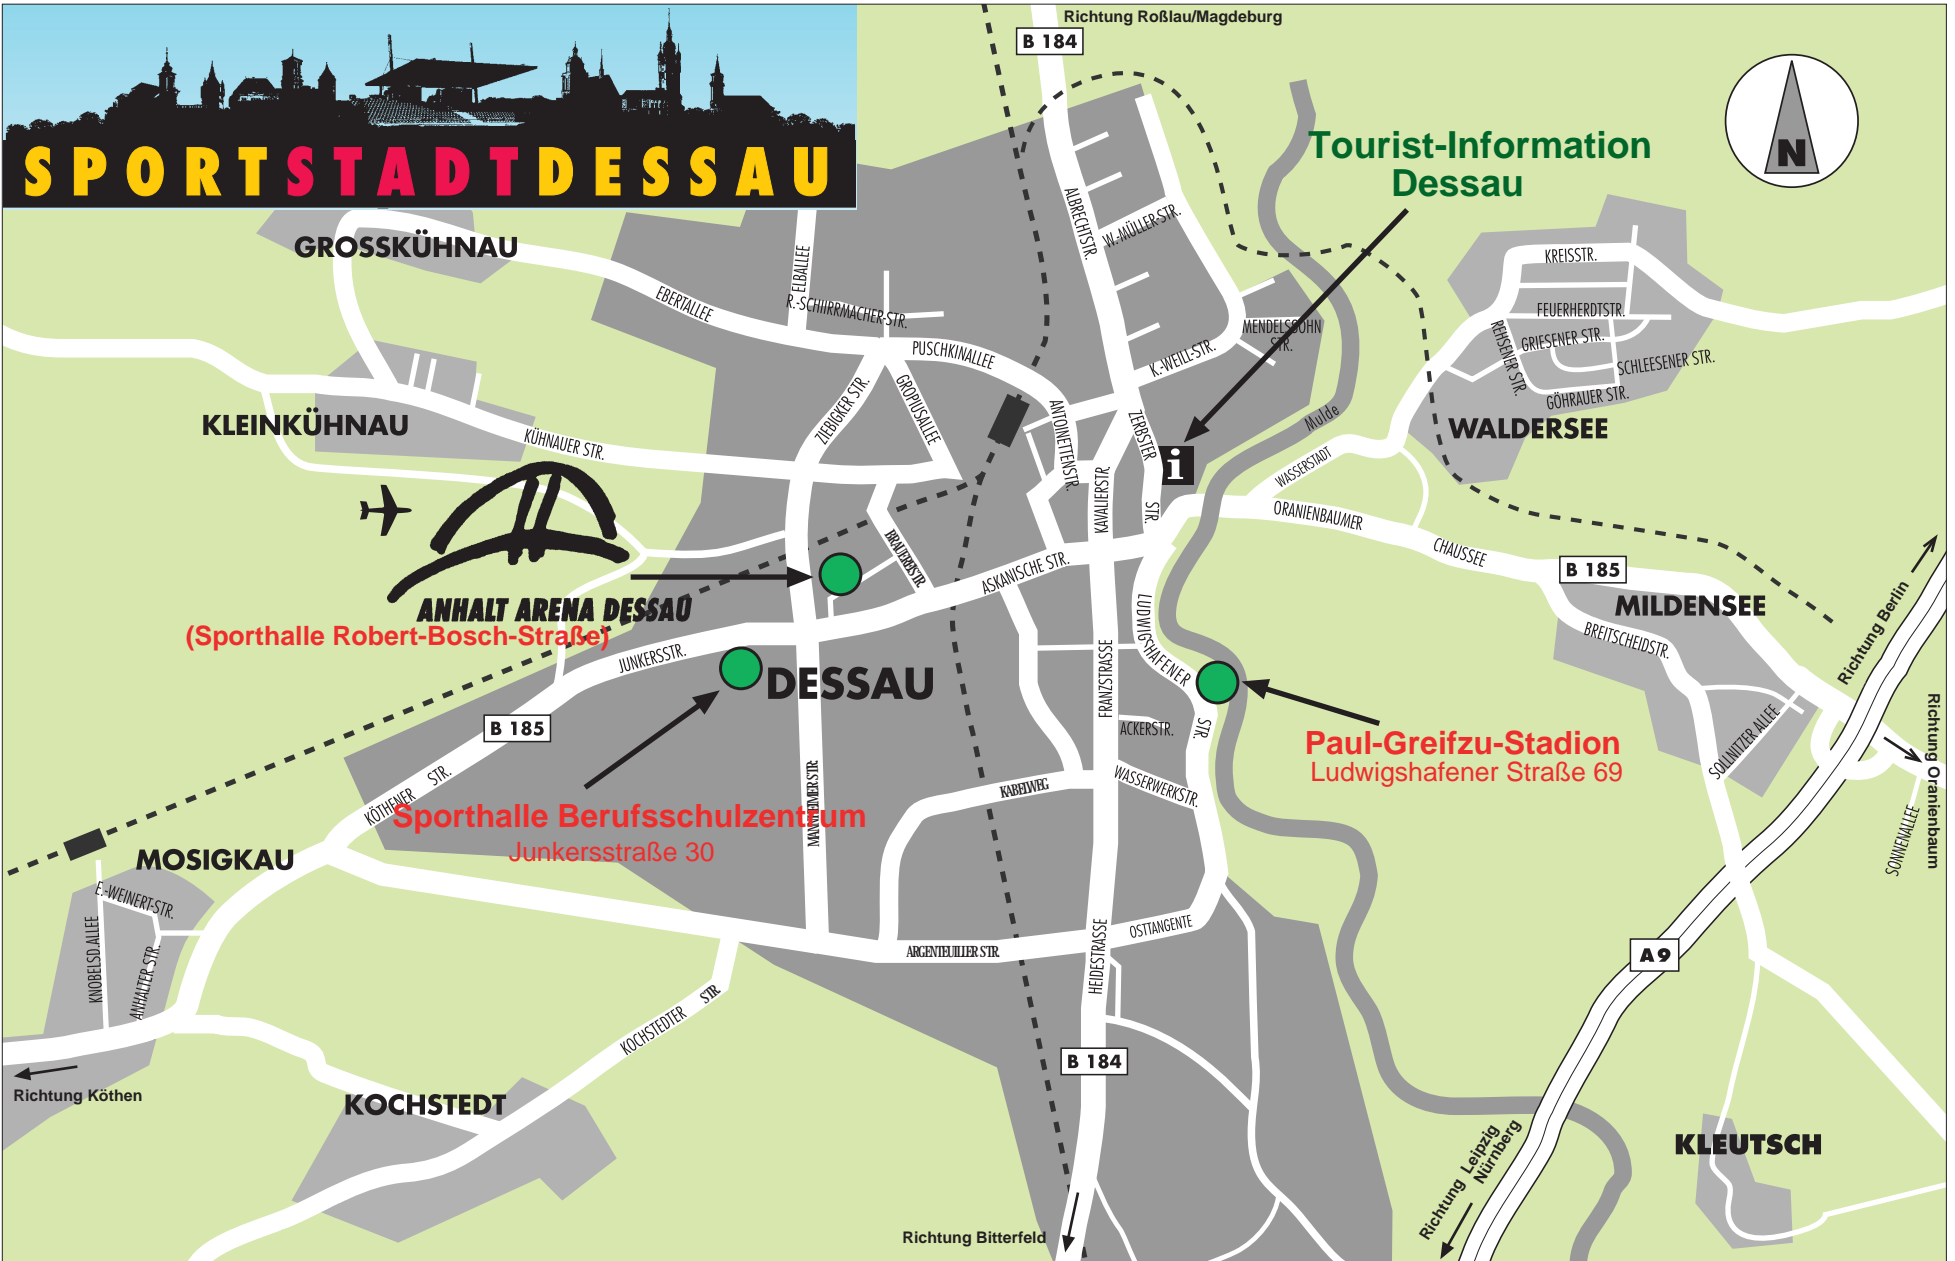 SPORTSTADTDESSAU
Richtung Roßlau/Magdeburg
B 184
N
Tourist-Information
Dessau
GROSSKÜHNAU
ELBALLEE
R.-SCHIIRRMACHER-STR.
EBERTALLEE
PUSCHKINALLEE
ALBRECHTSTR.
W.-MÜLLER-STR.
MENDELSSOHN
STR.
K.-WEILL-STR.
KREISSTR.
FEUERHERDTSTR.
GRIESENER STR.
REHSENER STR.
SCHLEESENER STR.
GÖHRAUER STR.
WALDERSEE
KLEINKÜHNAU
KÜHNAUER STR.
ZIEBIGKER STR.
GROPIUSALLEE
ANTOINETTENSTR.
ZERBSTER
STR.
KAVALIERSTR.
i
Mulde
WASSERSTADT
ORANIENBAUMER
CHAUSSEE
B 185
MILDENSEE
BREITSCHEIDSTR.
Richtung Berlin
BRAUEREISTR.
ASKANISCHE STR.
ANHALT ARENA DESSAU
(Sporthalle Robert-Bosch-Straße)
JUNKERSSTR.
DESSAU
LUDWIGSHAFENER
STR.
FRANZSTRASSE
ACKERSTR.
Paul-Greifzu-Stadion
Ludwigshafener Straße 69
SOLLNITZER ALLEE
Richtung Oranienbaum
SONNENALLEE
B 185
KÖTHENER STR.
MANNHEIMER STR.
KABELWEG
WASSERWERKSTR.
Sporthalle Berufsschulzentrum
Junkersstraße 30
MOSIGKAU
E.-WEINERT-STR.
KNOBELSD.ALLEE
ANHALTER STR.
ARGENTEUILLER STR.
OSTTANGENTE
HEIDESTRASSE
A 9
KOCHSTEDTER STR.
B 184
Richtung Köthen
KOCHSTEDT
KLEUTSCH
Richtung Leipzig
Nürnberg
Richtung Bitterfeld